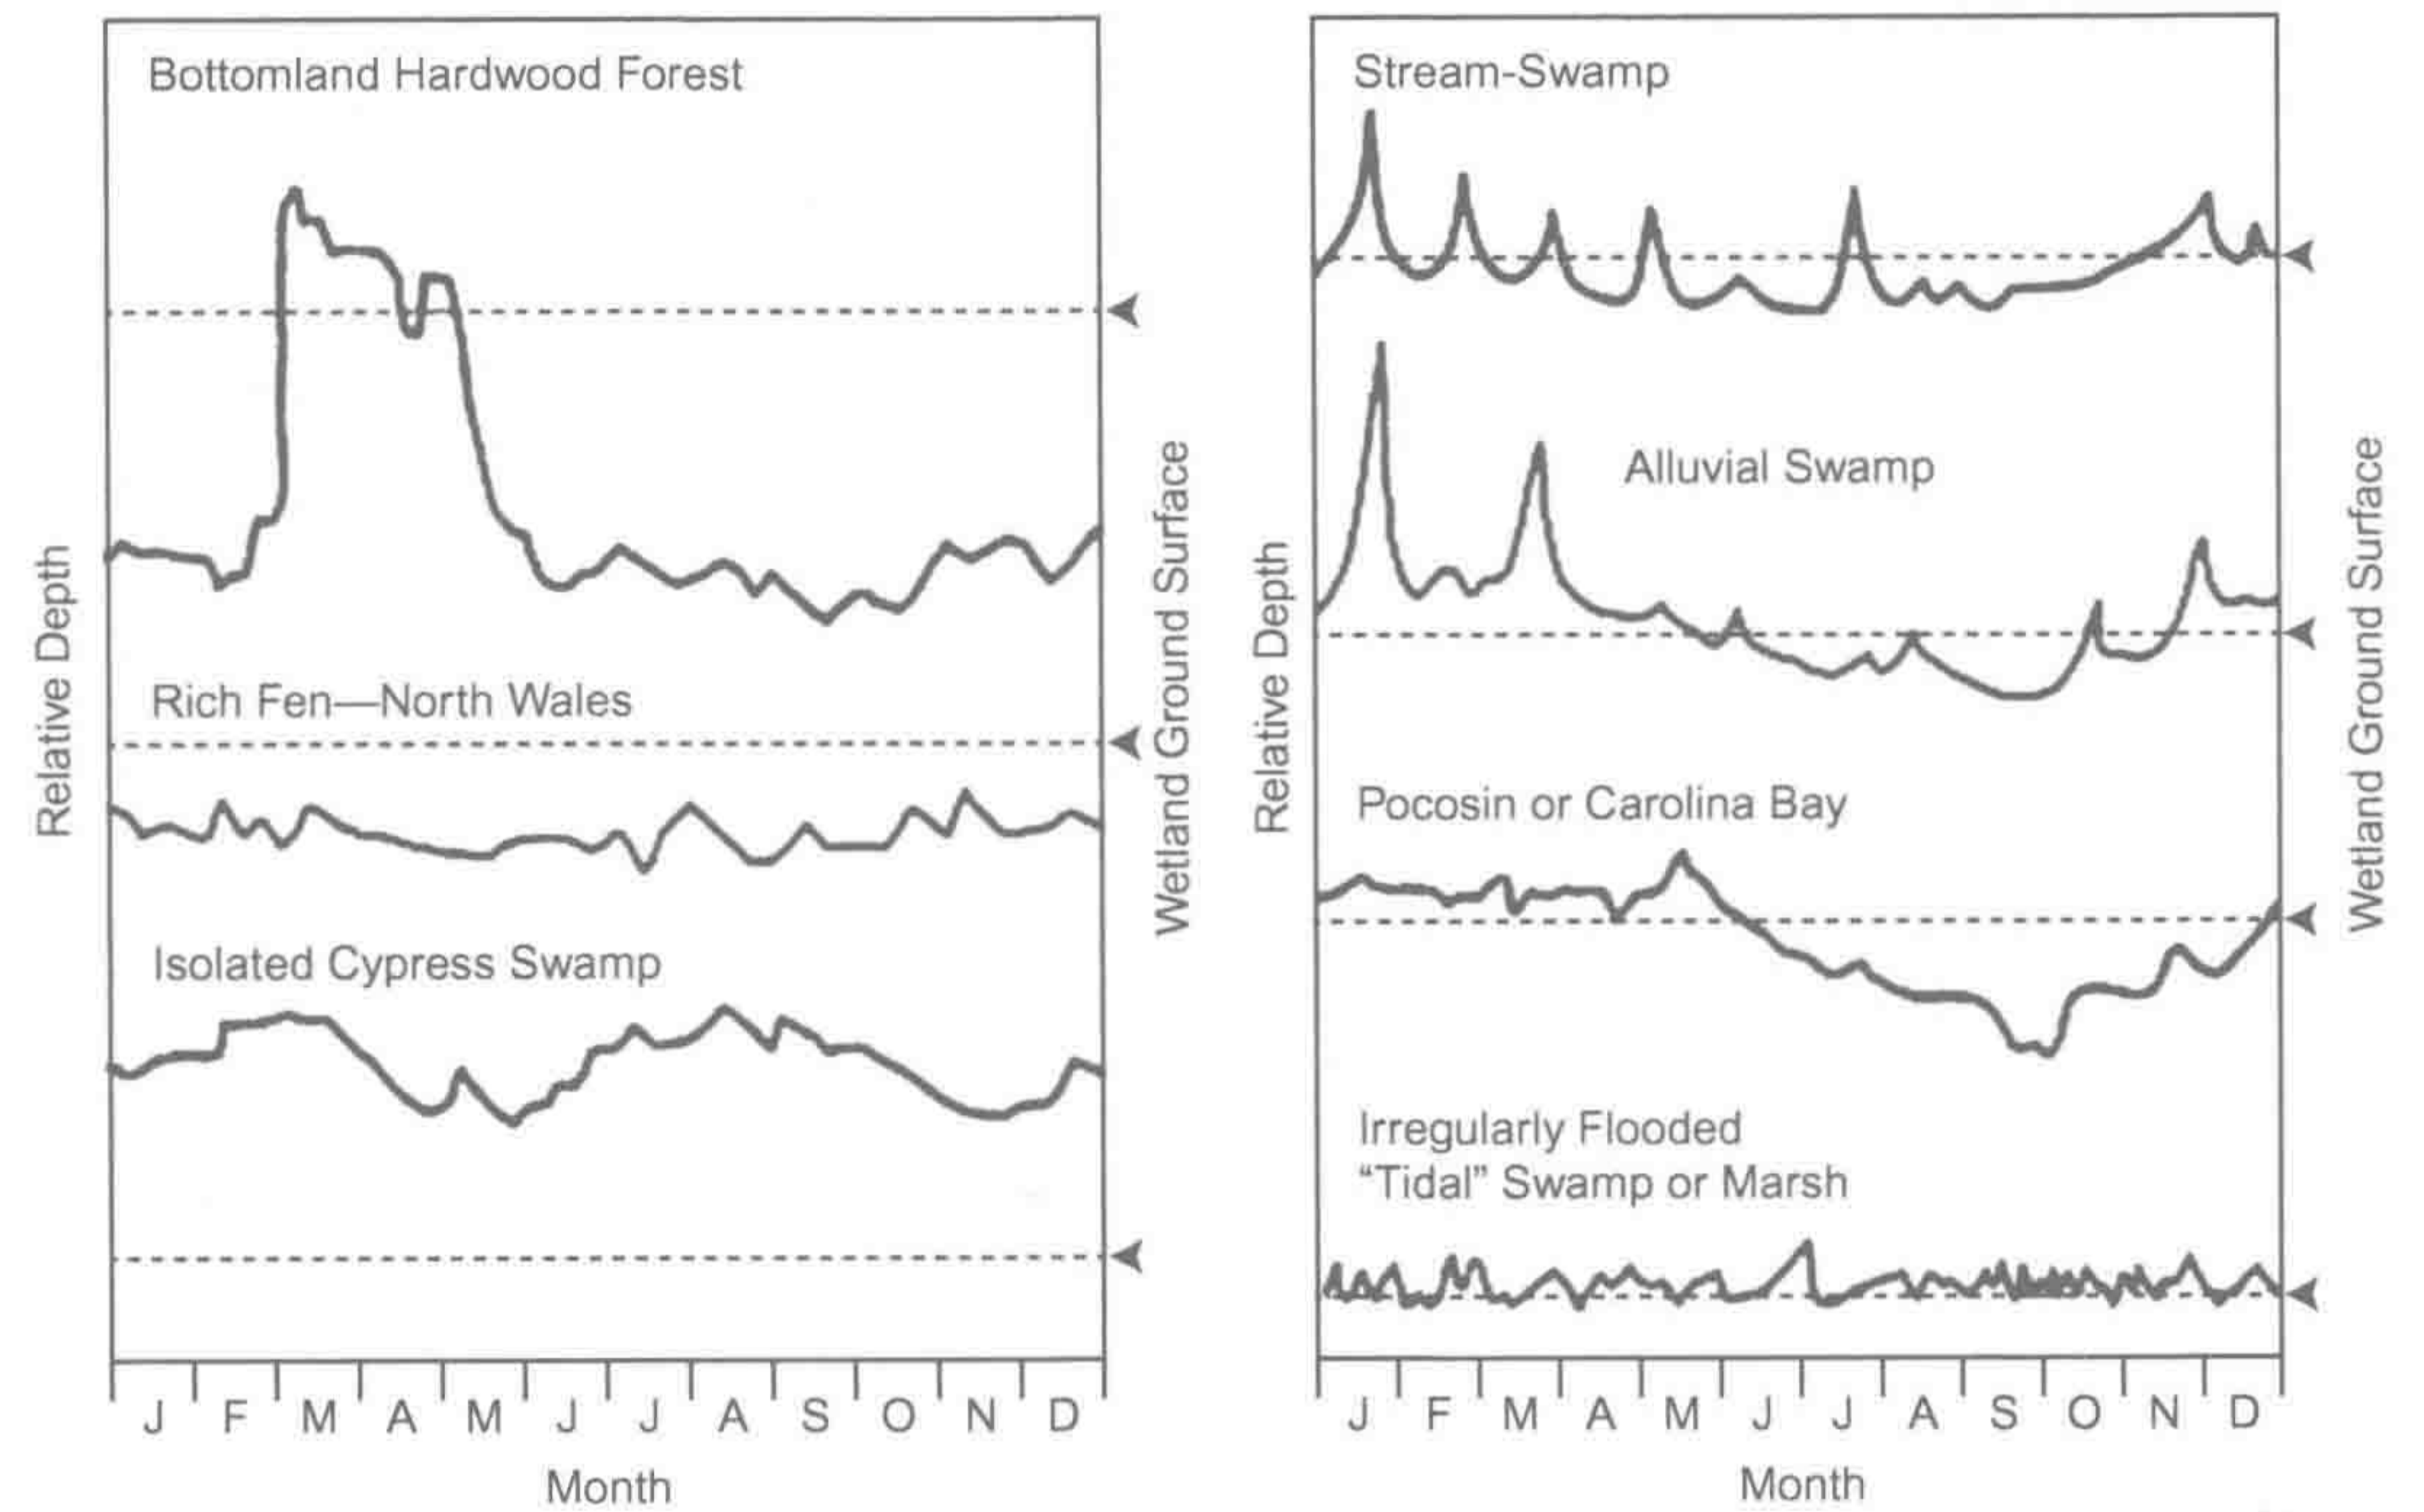 Bottomland Hardwood Forest
Rich Fen—North Wales
Isolated Cypress Swamp
Relative Depth
Wetland Ground Surface
J F M A M J J A S O N D
Month
Stream-Swamp
Alluvial Swamp
Pocosin or Carolina Bay
Irregularly Flooded
“Tidal” Swamp or Marsh
Relative Depth
Wetland Ground Surface
J F M A M J J A S O N D
Month